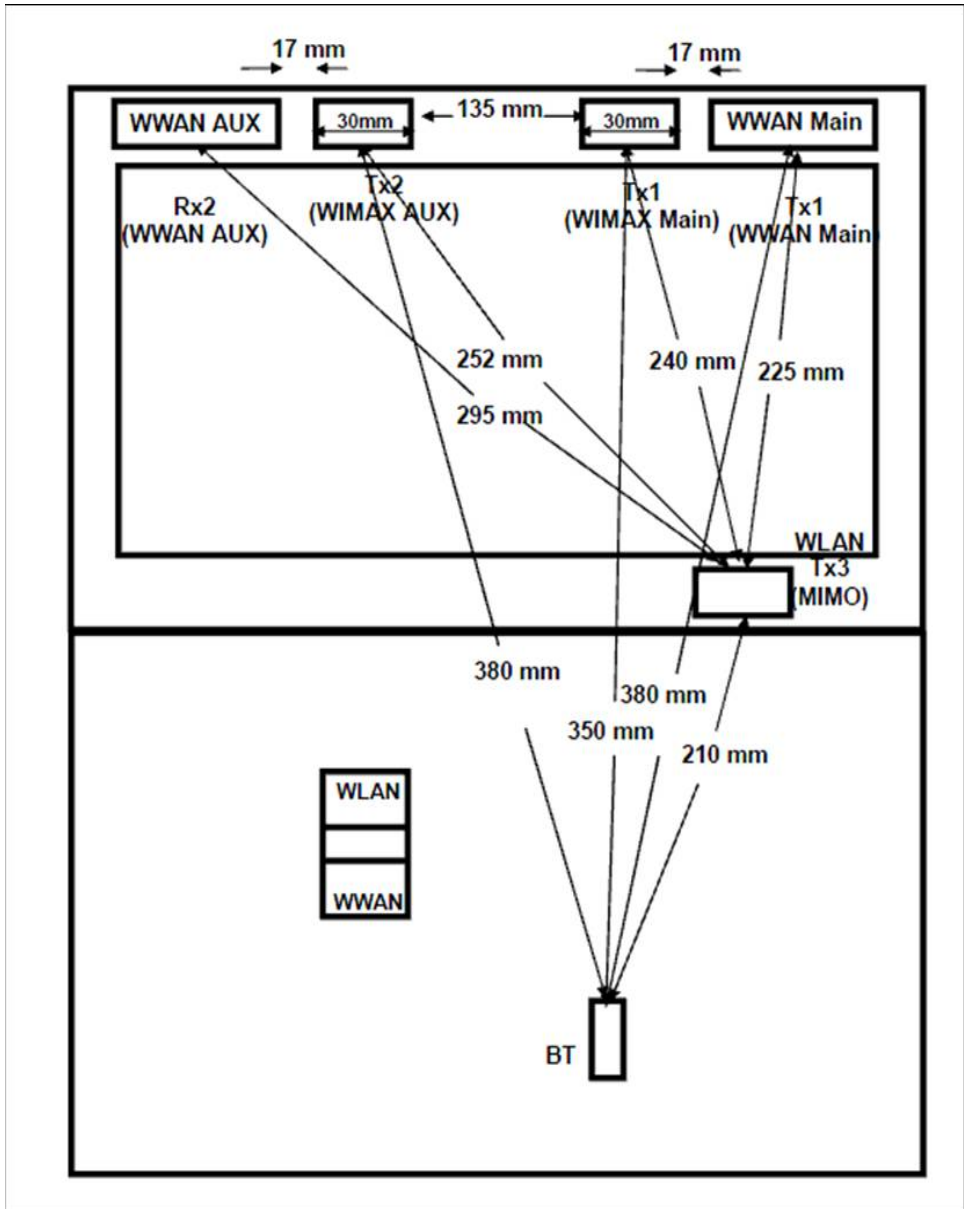 17 mm
17 mm
WWAN AUX
30mm
135 mm
30mm
WWAN Main
Rx2
(WWAN AUX)
Tx2
(WIMAX AUX)
Tx1
(WIMAX Main)
Tx1
(WWAN Main)
252 mm
240 mm
225 mm
295 mm
WLAN
Tx3
(MIMO)
380 mm
380 mm
350 mm
210 mm
WLAN
WWAN
BT